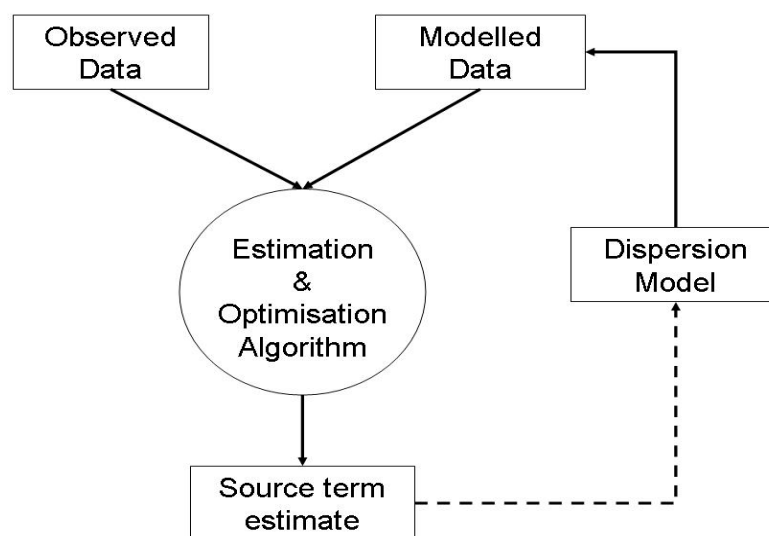 Observed
Data
Modelled
Data
Estimation
&
Optimisation
Algorithm
Dispersion
Model
Source term
estimate